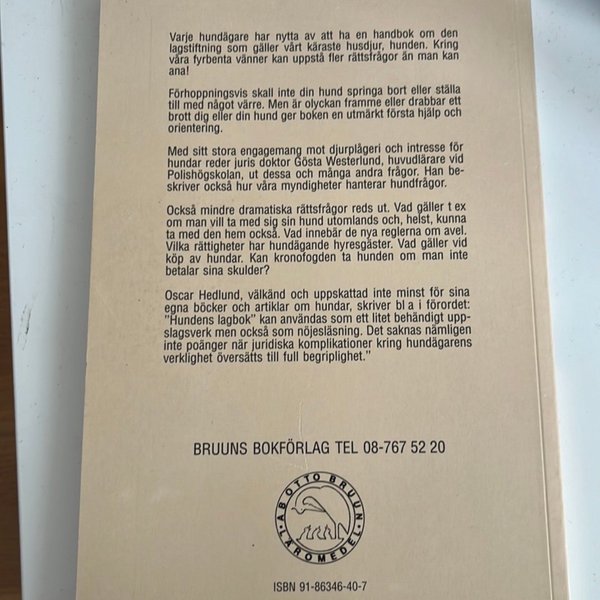 Varje hundägare har nytta av att ha en handbok om den
lagstiftning som gäller vårt käraste husdjur, hunden. Kring
våra fyrbenta vänner kan uppstå fler rättsfrågor än man kan
ana!
Förhoppningsvis skall inte din hund springa bort eller ställa
till med något värre. Men är olyckan framme eller drabbar ett
brott dig eller din hund ger boken en utmärkt första hjälp och
orientering.
Med sitt stora engagemang mot djurplågeri och intresse för
hundar reder juris doktor Gösta Westerlund, huvudlärare vid
Polishögskolan, ut dessa och många andra frågor. Han be-
skriver också hur våra myndigheter hanterar hundfrågor.
Också mindre dramatiska rättsfrågor reds ut. Vad gäller t ex
om man vill ta med sig sin hund utomlands och, helst, kunna
ta med den hem också. Vad innebär de nya reglerna om avel.
Vilka rättigheter har hundägande hyresgäster. Vad gäller vid
köp av hundar. Kan kronofogden ta hunden om man inte
betalar sina skulder?
Oscar Hedlund, välkänd och uppskattad inte minst för sina
egna böcker och artiklar om hundar, skriver bl a i förordet:
"Hundens lagbok" kan användas som ett litet behändigt upp-
slagsverk men också som nöjesläsning. Det saknas nämligen
inte poänger när juridiska komplikationer kring hundägarens
verklighet översätts till full begriplighet."
BRUUNS BOKFÖRLAG TEL 08-767 52 20
AB OTTO BRUUN
LÄROMEDEL
ISBN 91-86346-40-7